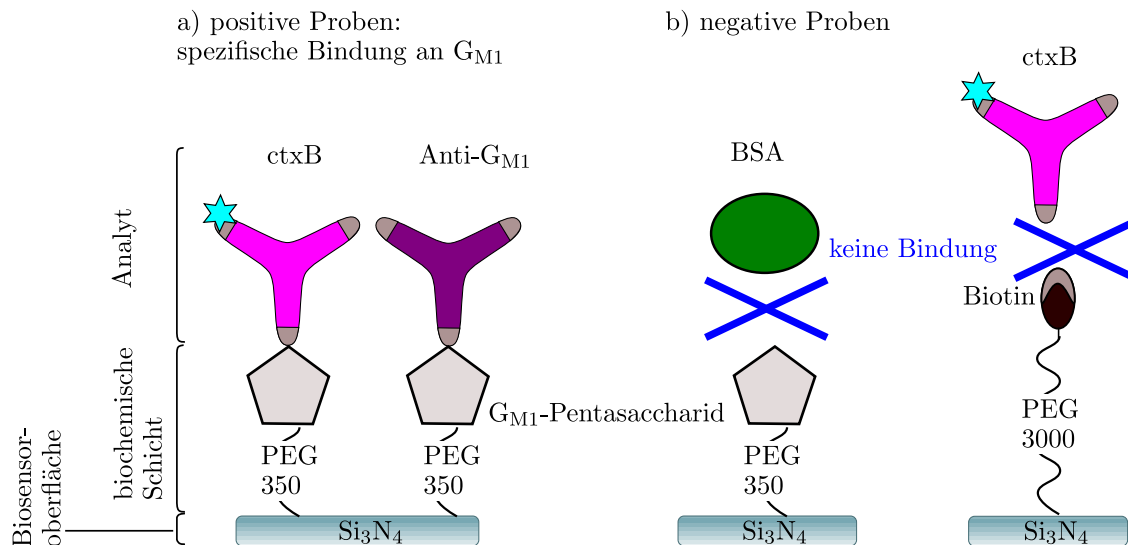 a) positive Proben:
spezifische Bindung an G_M1
b) negative Proben
ctxB
ctxB
Anti-G_M1
BSA
Analyt
keine Bindung
Biotin
G_M1-Pentasaccharid
biochemische
Schicht
PEG
350
PEG
350
PEG
350
PEG
3000
Biosensor-
oberfläche
Si₃N₄
Si₃N₄
Si₃N₄